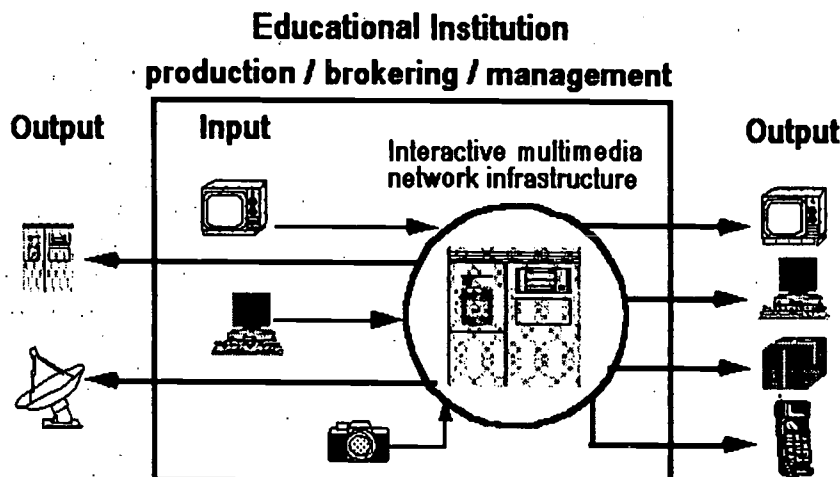 Educational Institution
production / brokering / management
Output
Input
Output
Interactive multimedia
network infrastructure